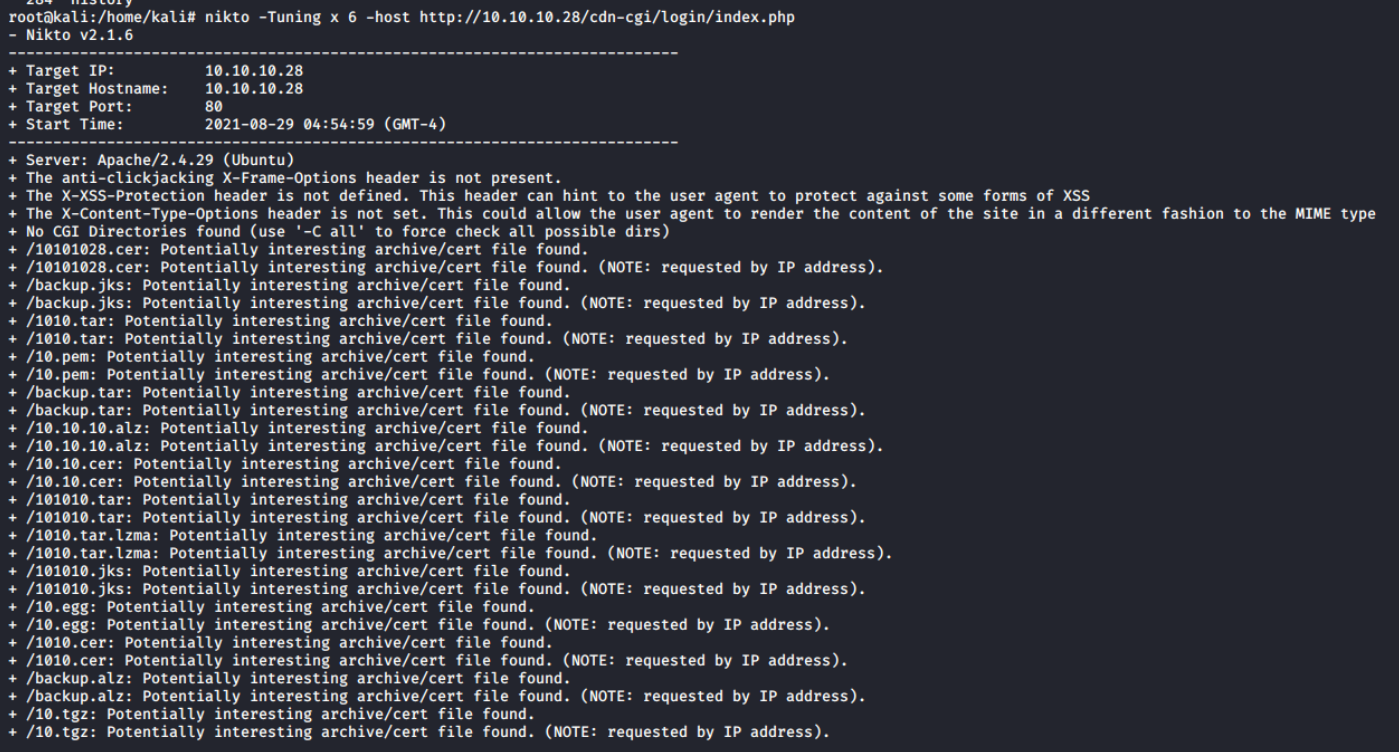 284 history
root@kali:/home/kali# nikto -Tuning x 6 -host http://10.10.10.28/cdn-cgi/login/index.php
- Nikto v2.1.6
---------------------------------------------------------------------------
+ Target IP:          10.10.10.28
+ Target Hostname:    10.10.10.28
+ Target Port:        80
+ Start Time:         2021-08-29 04:54:59 (GMT-4)
---------------------------------------------------------------------------
+ Server: Apache/2.4.29 (Ubuntu)
+ The anti-clickjacking X-Frame-Options header is not present.
+ The X-XSS-Protection header is not defined. This header can hint to the user agent to protect against some forms of XSS
+ The X-Content-Type-Options header is not set. This could allow the user agent to render the content of the site in a different fashion to the MIME type
+ No CGI Directories found (use '-C all' to force check all possible dirs)
+ /10101028.cer: Potentially interesting archive/cert file found.
+ /10101028.cer: Potentially interesting archive/cert file found. (NOTE: requested by IP address).
+ /backup.jks: Potentially interesting archive/cert file found.
+ /backup.jks: Potentially interesting archive/cert file found. (NOTE: requested by IP address).
+ /1010.tar: Potentially interesting archive/cert file found.
+ /1010.tar: Potentially interesting archive/cert file found. (NOTE: requested by IP address).
+ /10.pem: Potentially interesting archive/cert file found.
+ /10.pem: Potentially interesting archive/cert file found. (NOTE: requested by IP address).
+ /backup.tar: Potentially interesting archive/cert file found.
+ /backup.tar: Potentially interesting archive/cert file found. (NOTE: requested by IP address).
+ /10.10.10.alz: Potentially interesting archive/cert file found.
+ /10.10.10.alz: Potentially interesting archive/cert file found. (NOTE: requested by IP address).
+ /10.10.cer: Potentially interesting archive/cert file found.
+ /10.10.cer: Potentially interesting archive/cert file found. (NOTE: requested by IP address).
+ /101010.tar: Potentially interesting archive/cert file found.
+ /101010.tar: Potentially interesting archive/cert file found. (NOTE: requested by IP address).
+ /1010.tar.lzma: Potentially interesting archive/cert file found.
+ /1010.tar.lzma: Potentially interesting archive/cert file found. (NOTE: requested by IP address).
+ /101010.jks: Potentially interesting archive/cert file found.
+ /101010.jks: Potentially interesting archive/cert file found. (NOTE: requested by IP address).
+ /10.egg: Potentially interesting archive/cert file found.
+ /10.egg: Potentially interesting archive/cert file found. (NOTE: requested by IP address).
+ /1010.cer: Potentially interesting archive/cert file found.
+ /1010.cer: Potentially interesting archive/cert file found. (NOTE: requested by IP address).
+ /backup.alz: Potentially interesting archive/cert file found.
+ /backup.alz: Potentially interesting archive/cert file found. (NOTE: requested by IP address).
+ /10.tgz: Potentially interesting archive/cert file found.
+ /10.tgz: Potentially interesting archive/cert file found. (NOTE: requested by IP address).